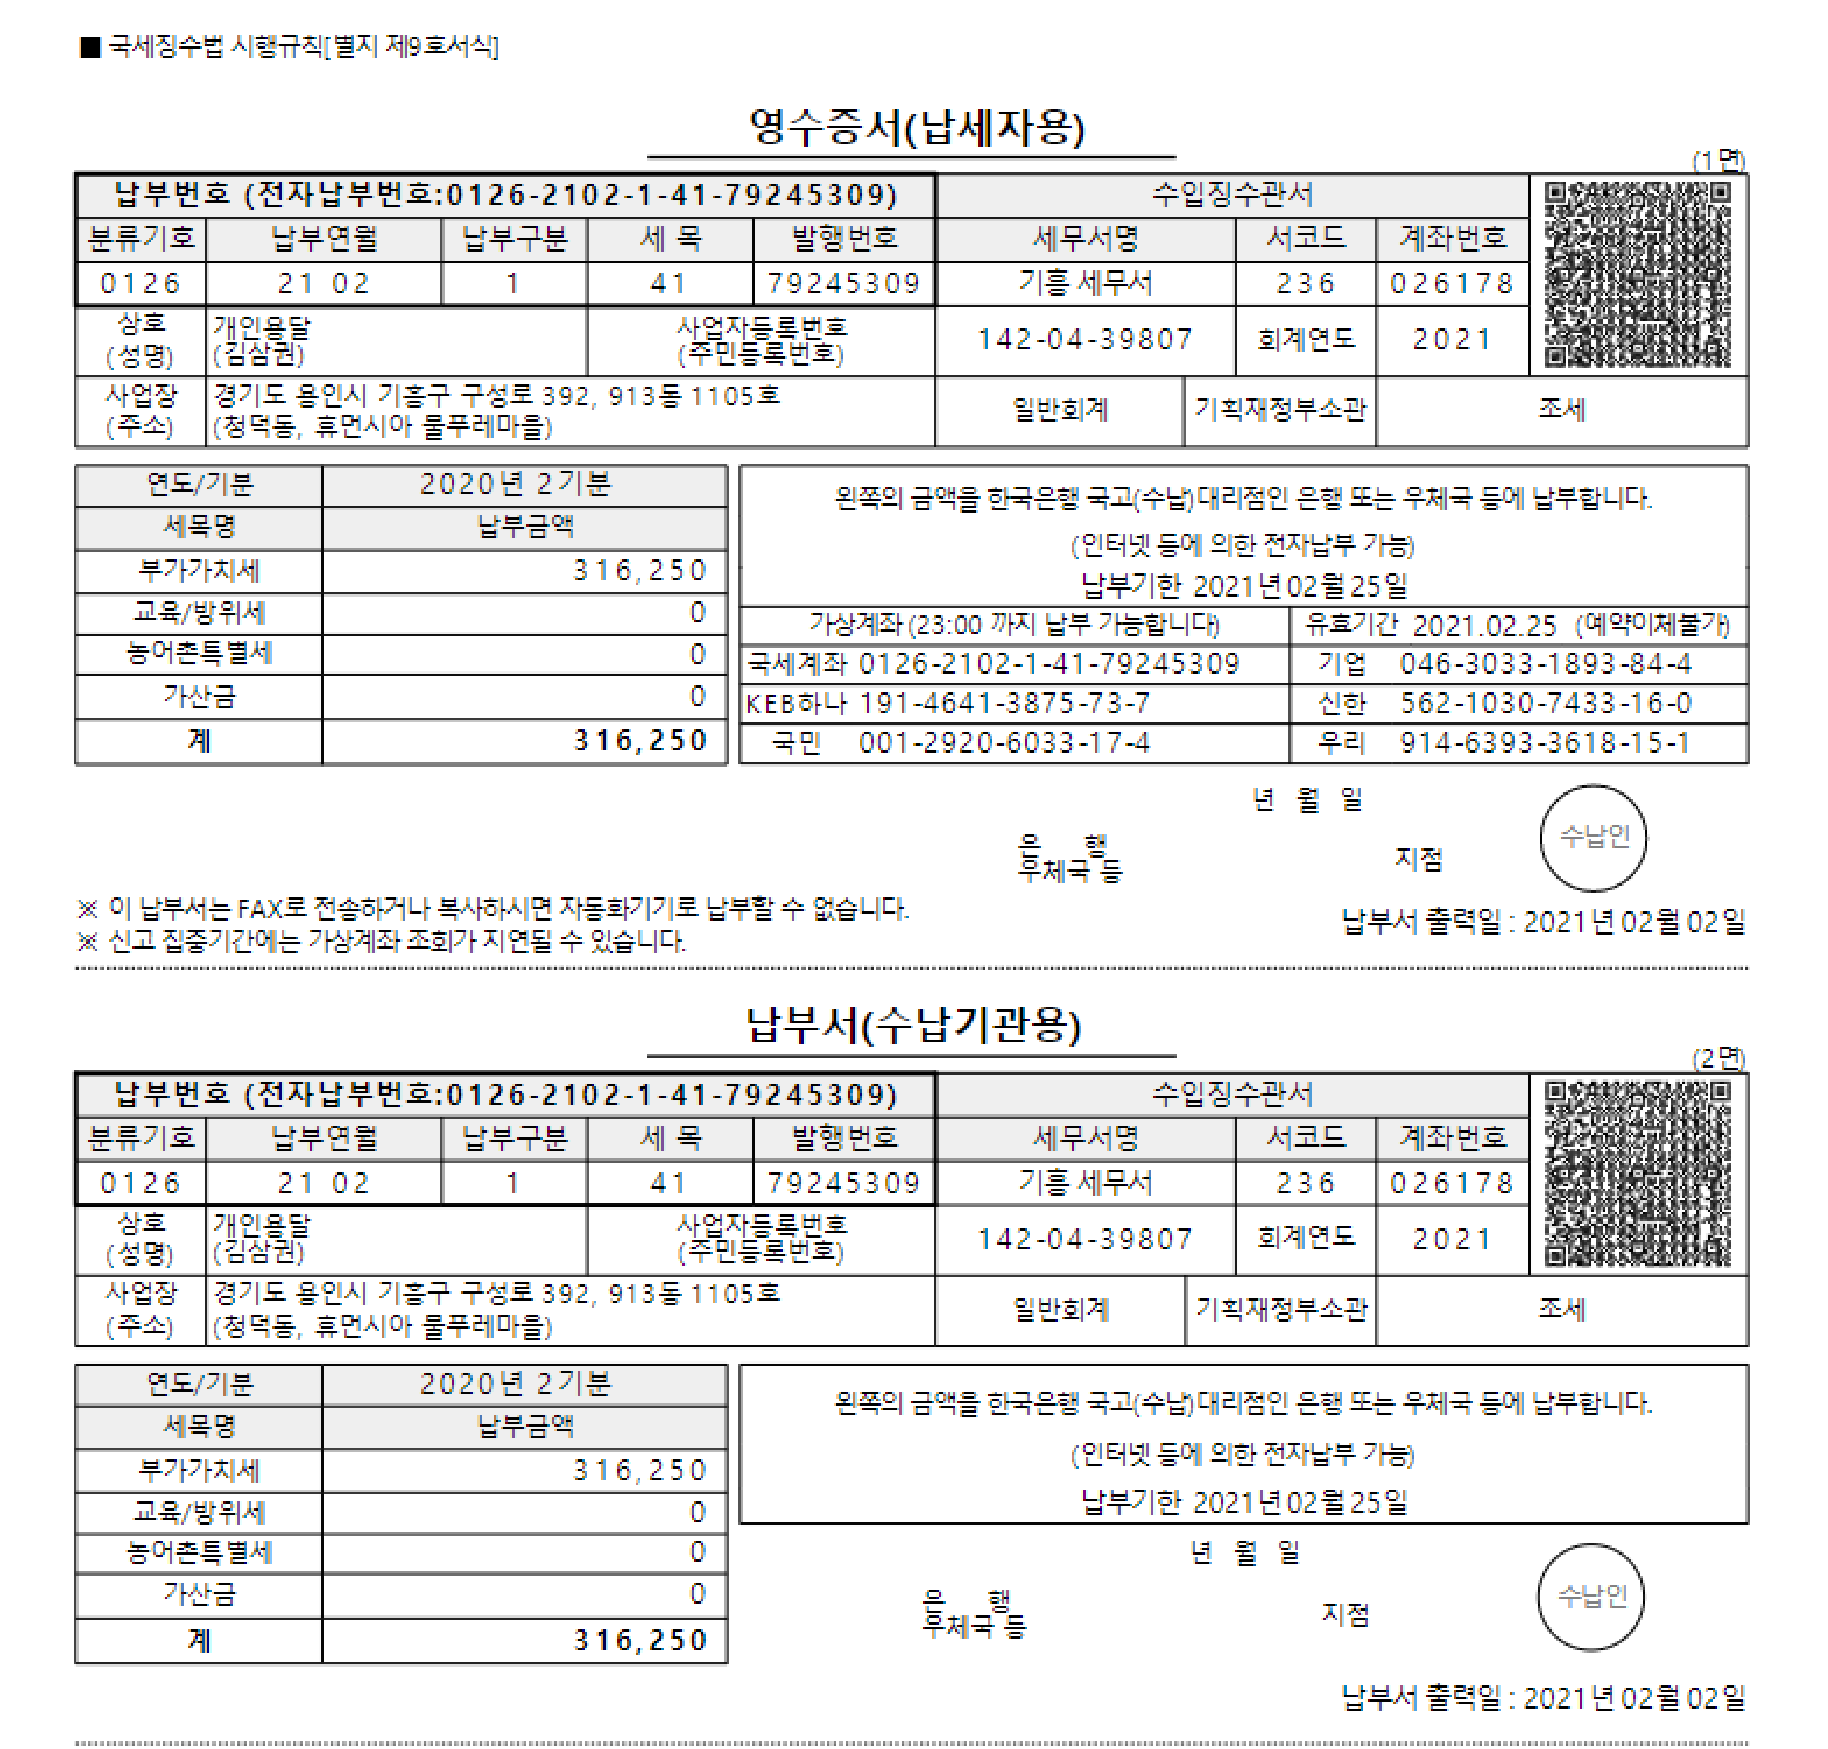 ■ 국세징수법 시행규칙[별지 제9호서식]
영수증서(납세자용)
(1면)
납부번호 (전자납부번호:0126-2102-1-41-79245309) 수입징수관서
분류기호 납부연월 납부구분 세 목 발행번호 세무서명 서코드 계좌번호
0126 21 02 1 41 79245309 기흥 세무서 236 026178
상호 개인용달 사업자등록번호 142-04-39807 회계연도 2021
(성명) (김삼권) (주민등록번호)
사업장 경기도 용인시 기흥구 구성로 392, 913동 1105호 일반회계 기획재정부소관 조세
(주소) (청덕동, 휴먼시아 물푸레마을)
연도/기분 2020년 2기분
세목명 납부금액
부가가치세 316,250
교육/방위세 0
농어촌특별세 0
가산금 0
계 316,250
왼쪽의 금액을 한국은행 국고(수납)대리점인 은행 또는 우체국 등에 납부합니다.
(인터넷 등에 의한 전자납부 가능)
납부기한 2021년 02월 25일
가상계좌 (23:00 까지 납부 가능합니다) 유효기간 2021.02.25 (예약이체불가)
국세계좌 0126-2102-1-41-79245309 기업 046-3033-1893-84-4
KEB하나 191-4641-3875-73-7 신한 562-1030-7433-16-0
국민 001-2920-6033-17-4 우리 914-6393-3618-15-1
년 월 일
은 행
우체국 등 지점 수납인
※ 이 납부서는 FAX로 전송하거나 복사하시면 자동화기기로 납부할 수 없습니다.
※ 신고 집중기간에는 가상계좌 조회가 지연될 수 있습니다.
납부서 출력일 : 2021년 02월 02일
납부서(수납기관용)
(2면)
납부번호 (전자납부번호:0126-2102-1-41-79245309) 수입징수관서
분류기호 납부연월 납부구분 세 목 발행번호 세무서명 서코드 계좌번호
0126 21 02 1 41 79245309 기흥 세무서 236 026178
상호 개인용달 사업자등록번호 142-04-39807 회계연도 2021
(성명) (김삼권) (주민등록번호)
사업장 경기도 용인시 기흥구 구성로 392, 913동 1105호 일반회계 기획재정부소관 조세
(주소) (청덕동, 휴먼시아 물푸레마을)
연도/기분 2020년 2기분
세목명 납부금액
부가가치세 316,250
교육/방위세 0
농어촌특별세 0
가산금 0
계 316,250
왼쪽의 금액을 한국은행 국고(수납)대리점인 은행 또는 우체국 등에 납부합니다.
(인터넷 등에 의한 전자납부 가능)
납부기한 2021년 02월 25일
년 월 일
은 행
우체국 등 지점 수납인
납부서 출력일 : 2021년 02월 02일